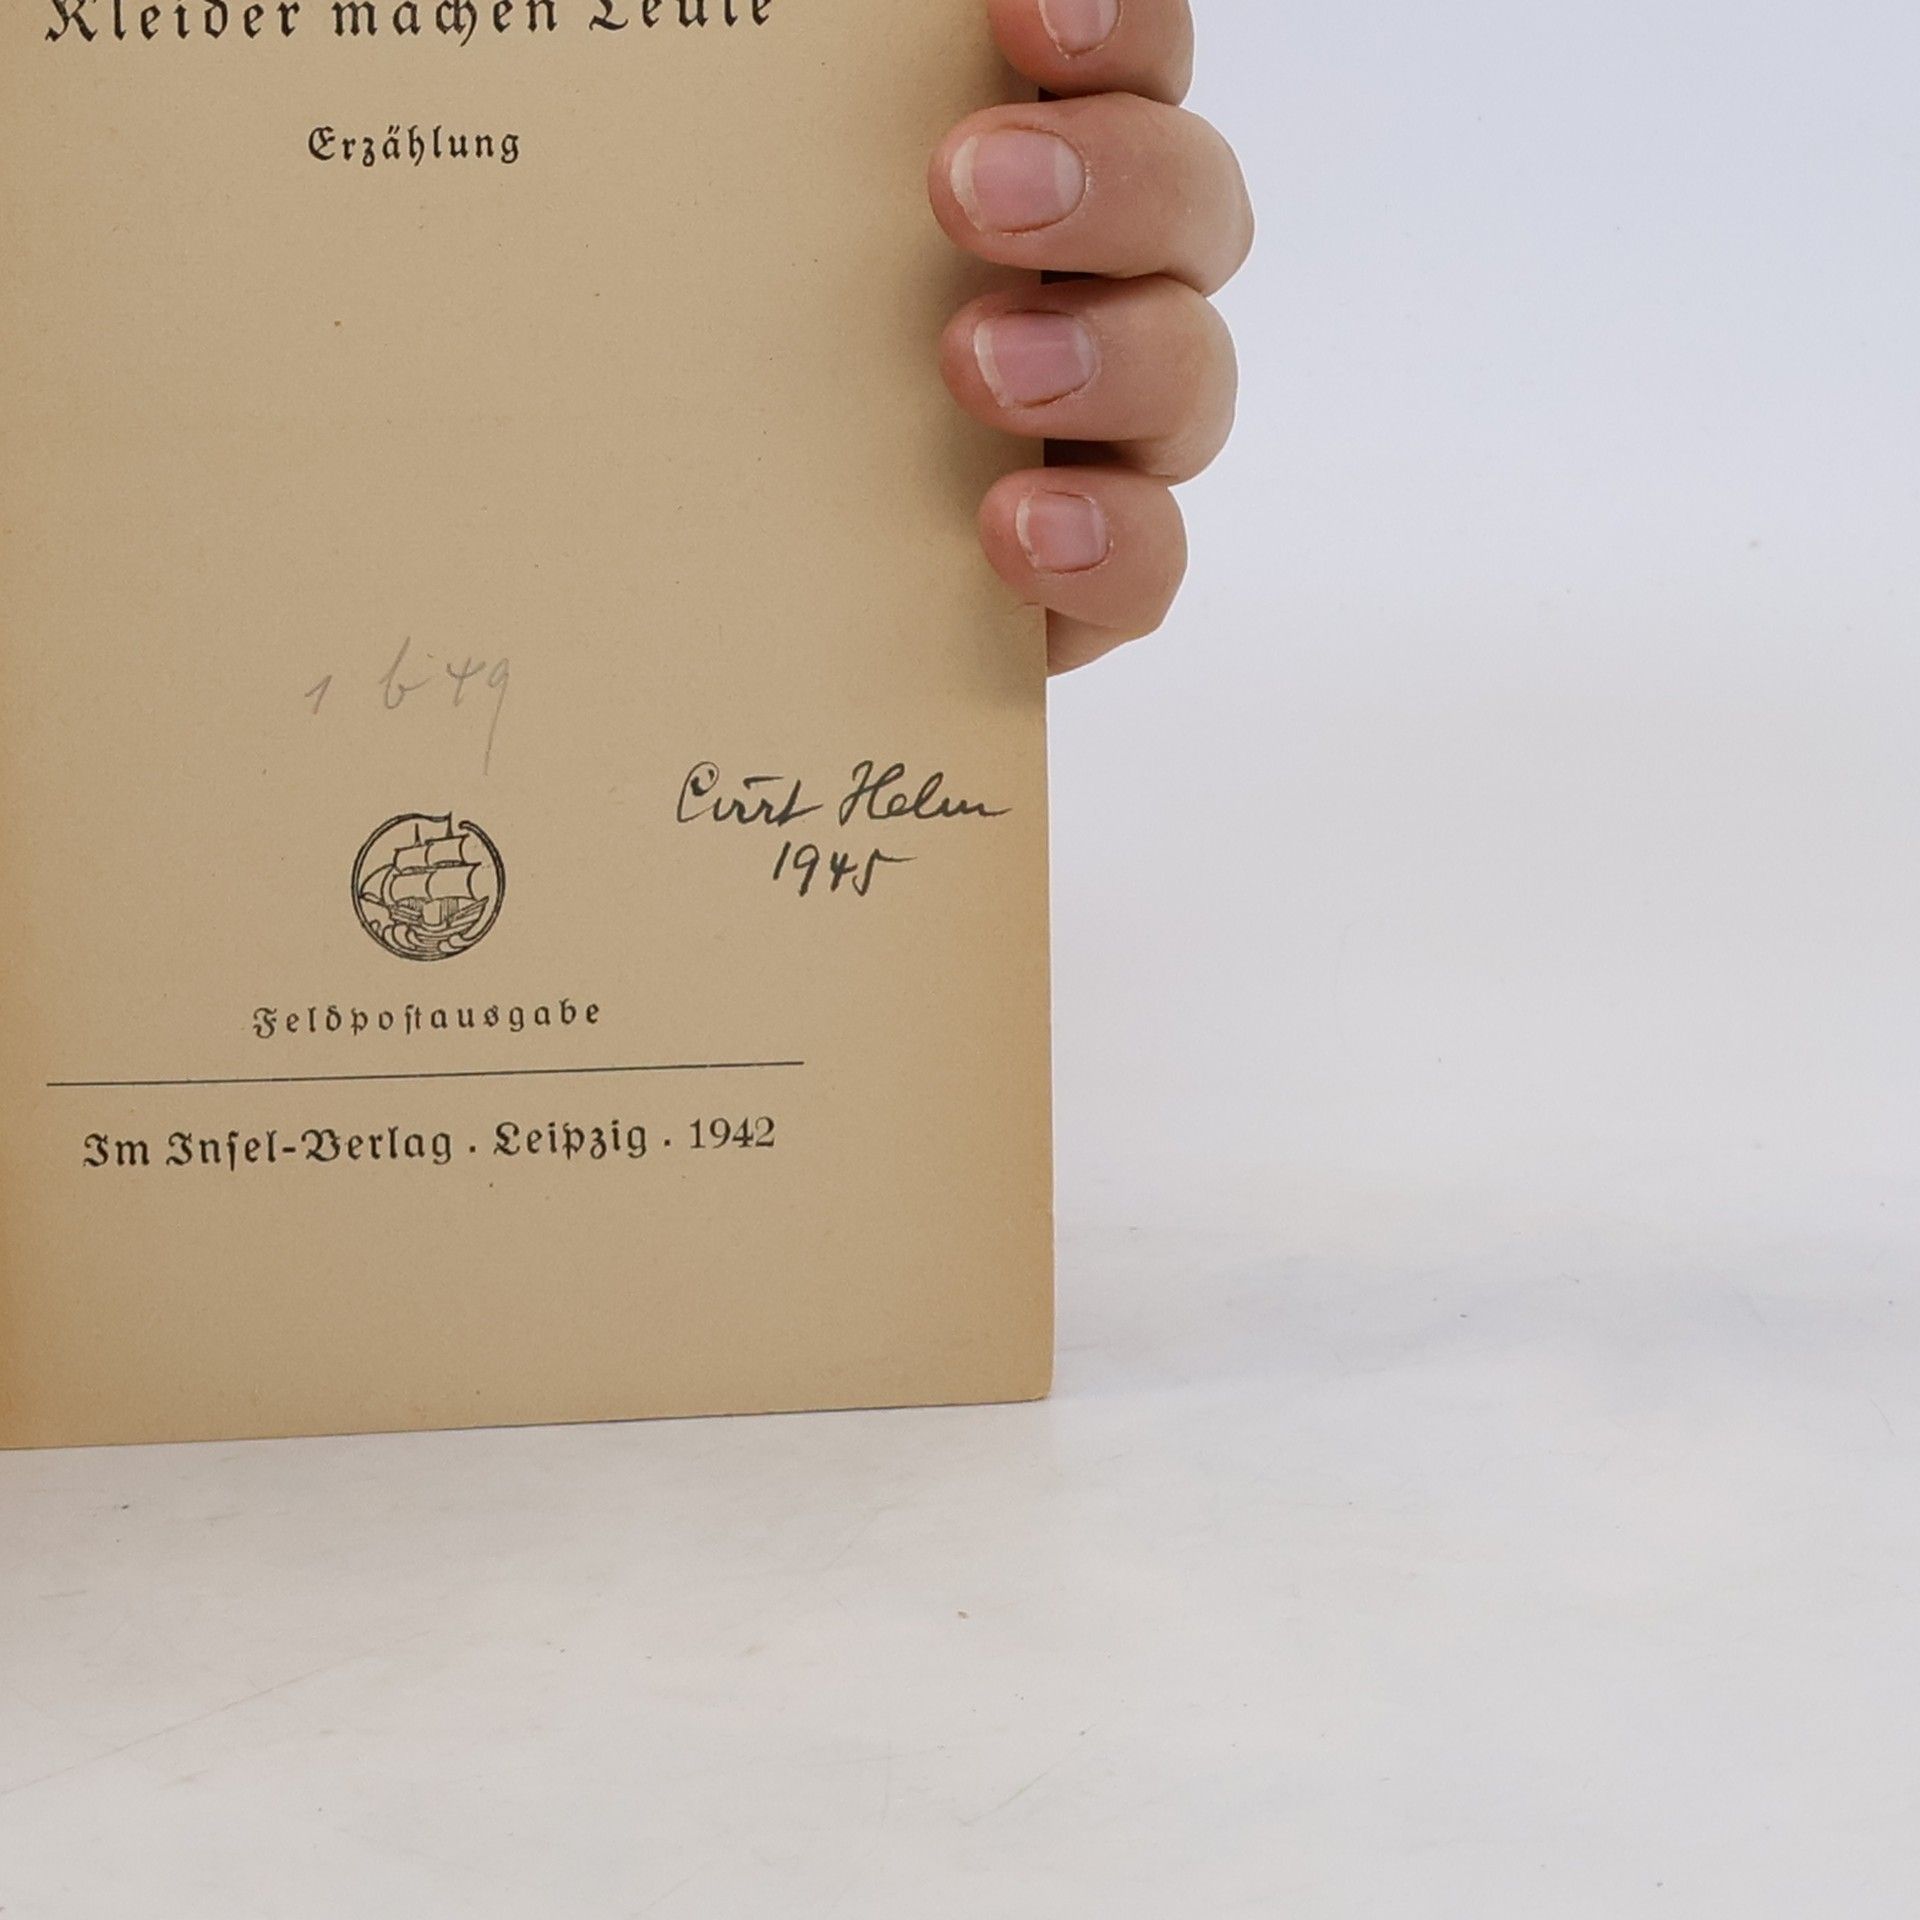 Kleider machen Leute
Erzählung
1 b 49
Curt Helm
1945
Feldpoſtausgabe
Im Inſel-Verlag . Leipzig . 1942